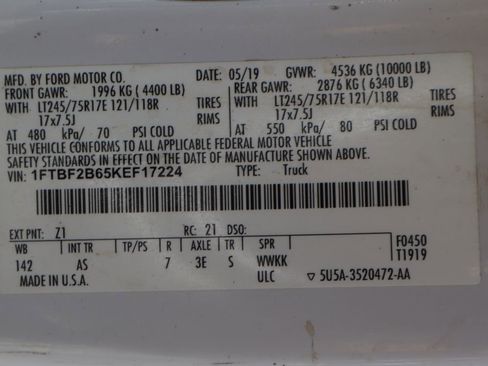 MFD. BY FORD MOTOR CO. DATE: 05/19 GVWR: 4536 KG (10000 LB)
FRONT GAWR: 1996 KG (4400 LB) REAR GAWR: 2876 KG (6340 LB)
WITH LT245/75R17E 121/118R TIRES WITH LT245/75R17E 121/118R TIRES
17x7.5J RIMS 17x7.5J RIMS
AT 480 kPa/ 70 PSI COLD AT 550 kPa/ 80 PSI COLD
THIS VEHICLE CONFORMS TO ALL APPLICABLE FEDERAL MOTOR VEHICLE
SAFETY STANDARDS IN EFFECT ON THE DATE OF MANUFACTURE SHOWN ABOVE.
VIN: 1FTBF2B65KEF17224 TYPE: Truck
EXT PNT: Z1 RC: 21 DSO:
WB INT TR TP/PS R AXLE TR SPR F0450
142 AS 7 3E S WWKK T1919
MADE IN U.S.A. ULC ▽ 5U5A-3520472-AA